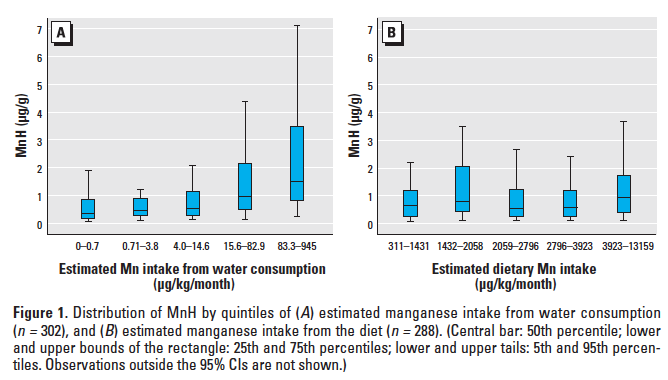 A
B
7
6
5
4
3
2
1
0
MnH (µg/g)
7
6
5
4
3
2
1
0
MnH (µg/g)
0–0.7 0.71–3.8 4.0–14.6 15.6–82.9 83.3–945
311–1431 1432–2058 2059–2796 2796–3923 3923–13159
Estimated Mn intake from water consumption
(µg/kg/month)
Estimated dietary Mn intake
(µg/kg/month)
Figure 1. Distribution of MnH by quintiles of (A) estimated manganese intake from water consumption
(n = 302), and (B) estimated manganese intake from the diet (n = 288). (Central bar: 50th percentile; lower
and upper bounds of the rectangle: 25th and 75th percentiles; lower and upper tails: 5th and 95th percen-
tiles. Observations outside the 95% CIs are not shown.)